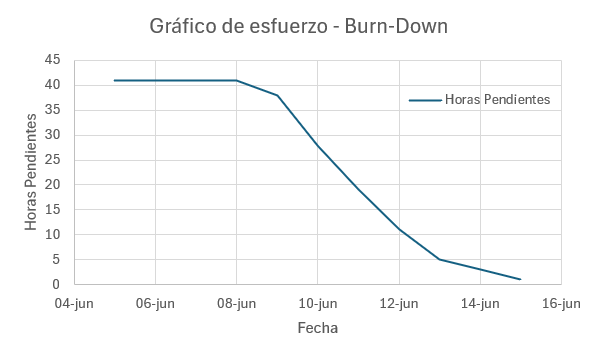 Gráfico de esfuerzo - Burn-Down
45
40
35
30
25
20
15
10
5
0
Horas Pendientes
Horas Pendientes
04-jun 06-jun 08-jun 10-jun 12-jun 14-jun 16-jun
Fecha